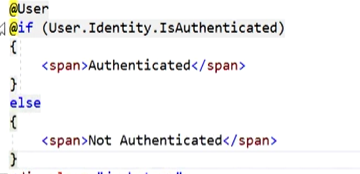 @User
@if (User.Identity.IsAuthenticated)
{
<span>Authenticated</span>
}
else
{
<span>Not Authenticated</span>
}